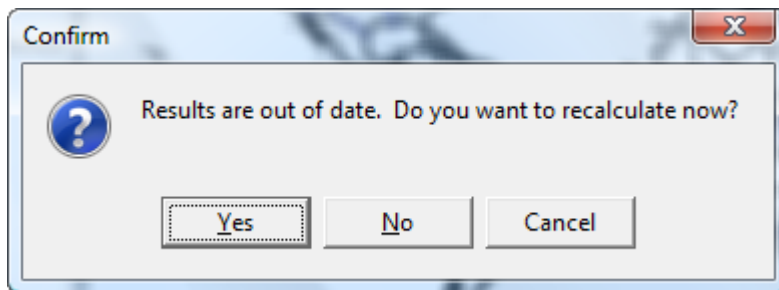 Confirm
Results are out of date.  Do you want to recalculate now?
Yes
No
Cancel